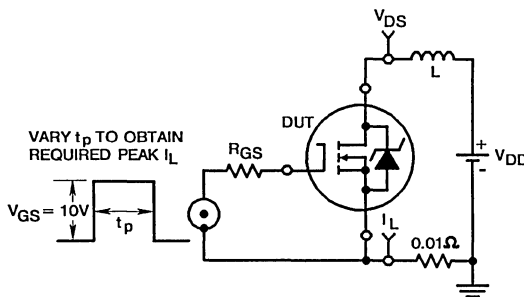 V_DS
L
DUT
VARY t_p TO OBTAIN
REQUIRED PEAK I_L
R_GS
+
V_DD
-
V_GS = 10V
t_p
I_L
0.01Ω